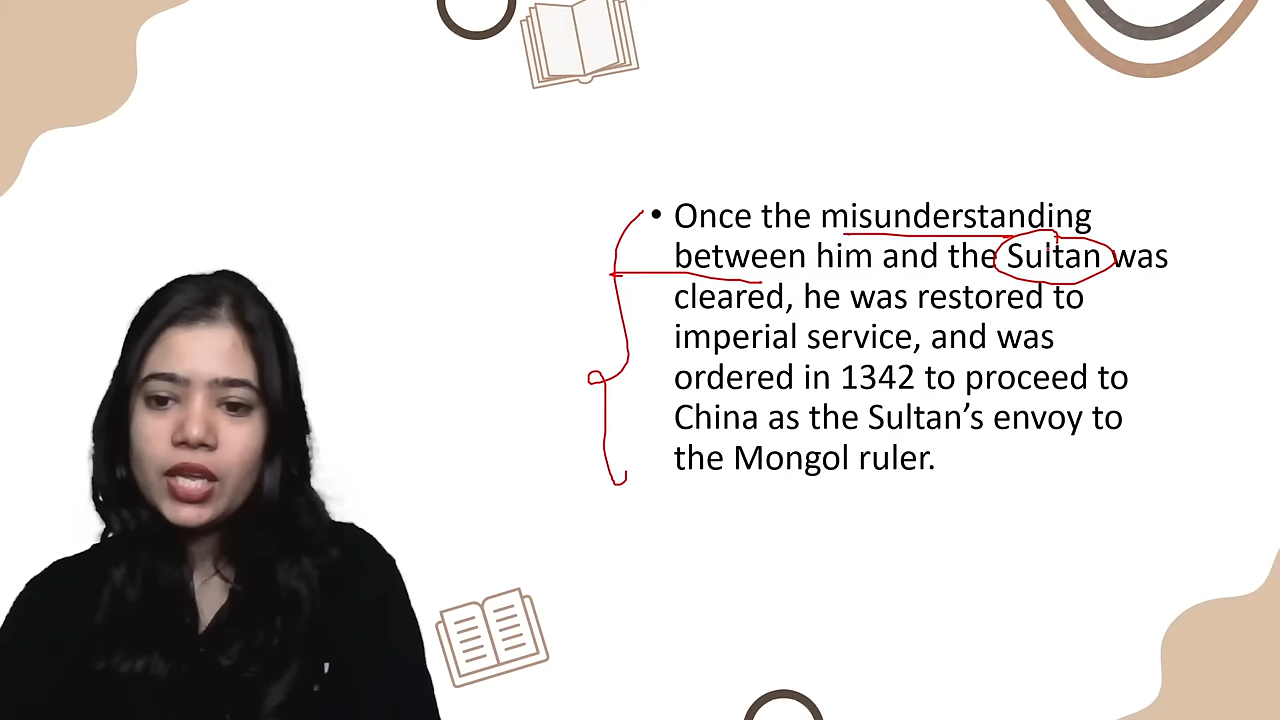 • Once the misunderstanding
between him and the Sultan was
cleared, he was restored to
imperial service, and was
ordered in 1342 to proceed to
China as the Sultan’s envoy to
the Mongol ruler.